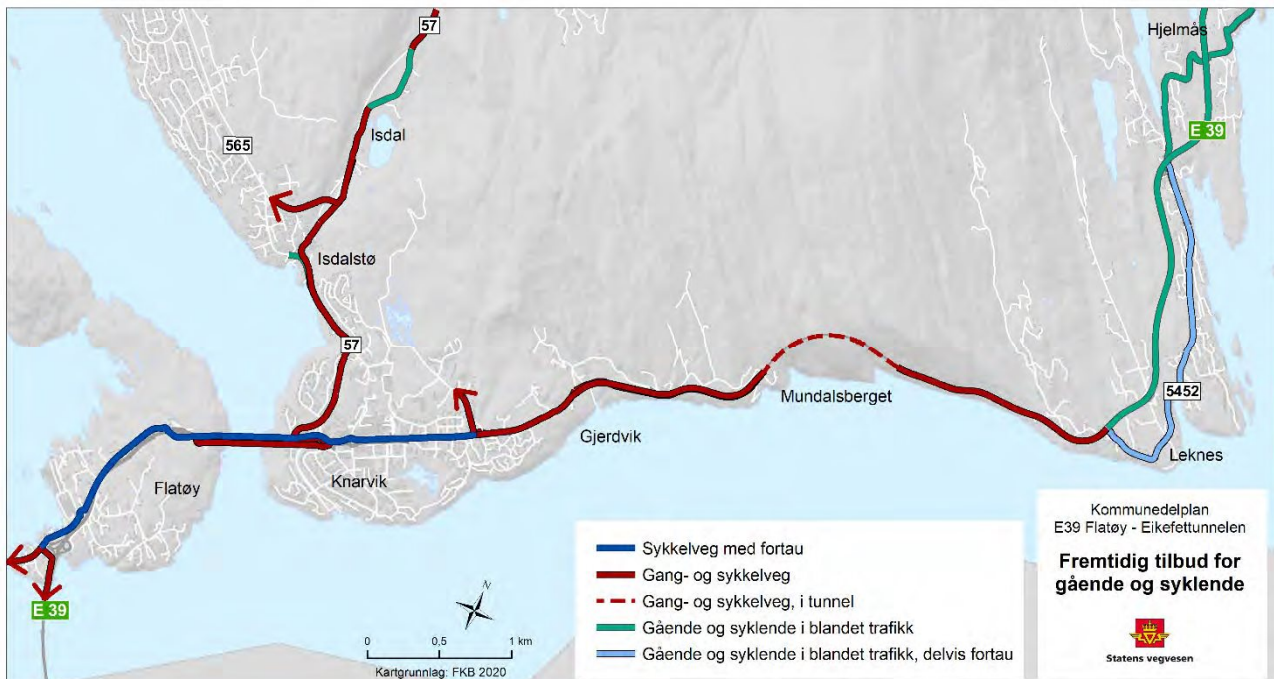 57
Hjelmås
E 39
565
Isdal
Isdalstø
57
Mundalsberget
5452
Gjerdvik
Leknes
Flatøy
Knarvik
E 39
N
0 0,5 1 km
Kartgrunnlag: FKB 2020
Sykkelveg med fortau
Gang- og sykkelveg
Gang- og sykkelveg, i tunnel
Gående og syklende i blandet trafikk
Gående og syklende i blandet trafikk, delvis fortau
Kommunedelplan
E39 Flatøy - Eikefettunnelen
Fremtidig tilbud for
gående og syklende
Statens vegvesen